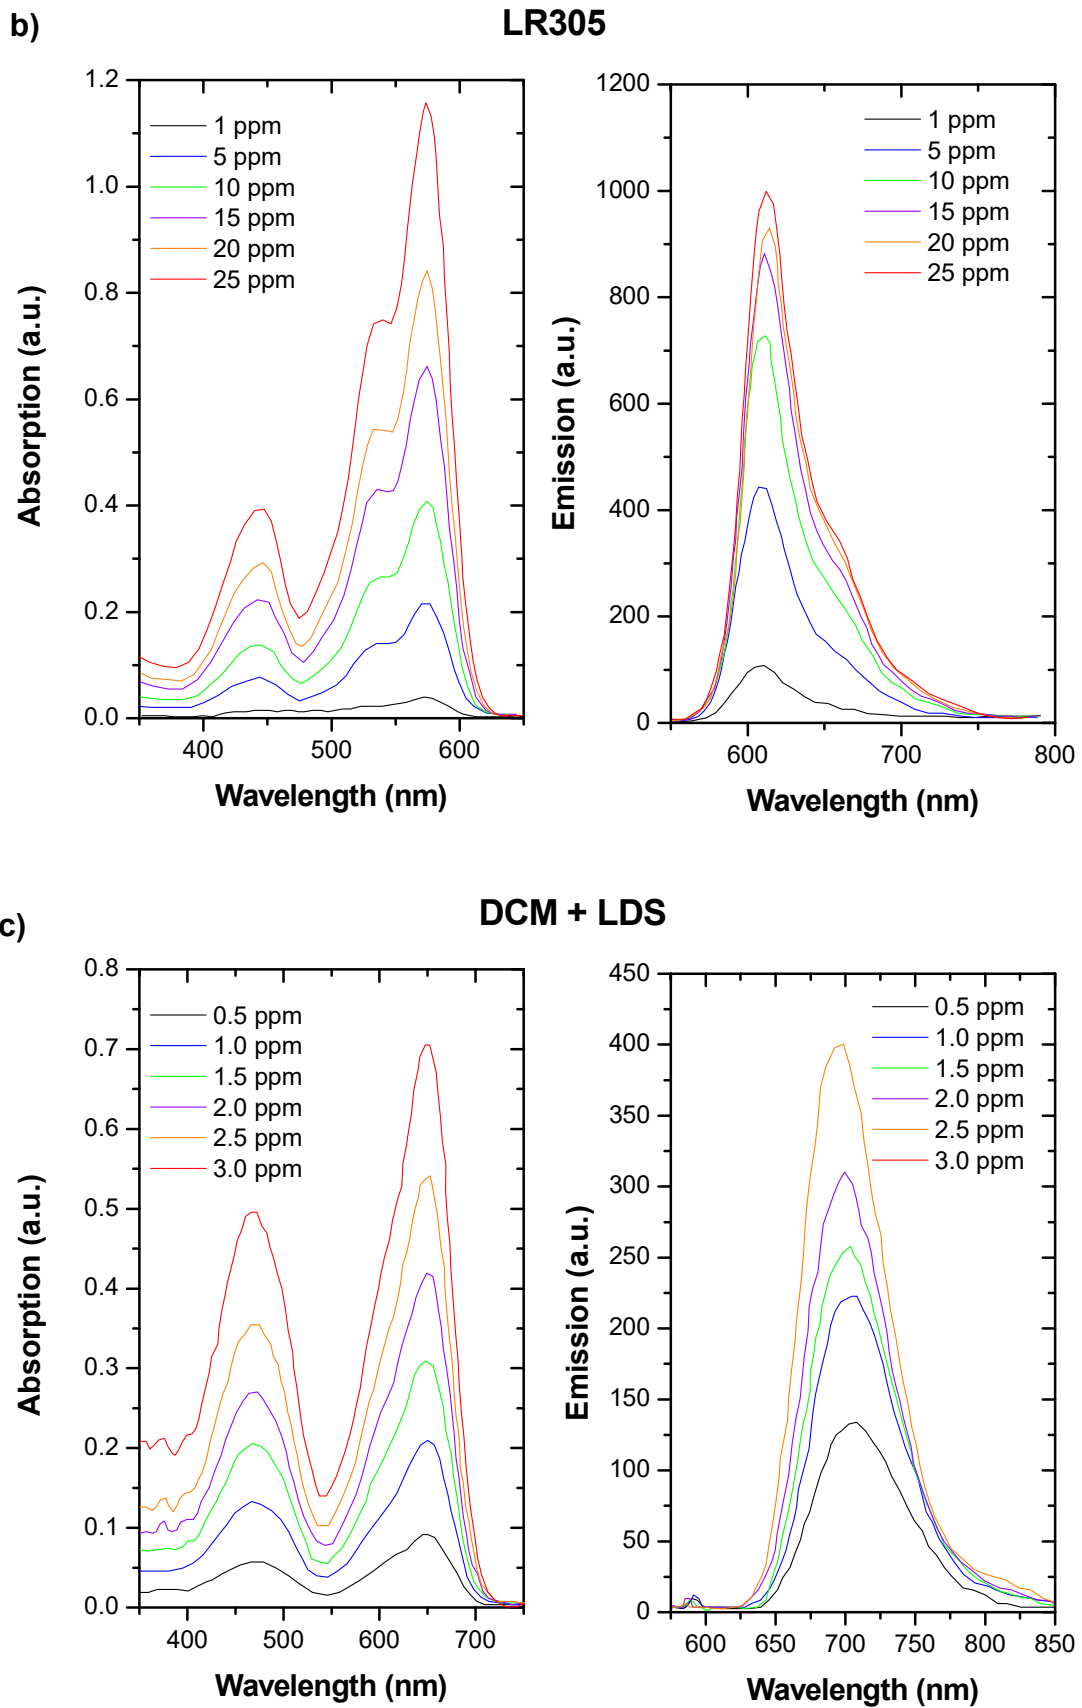 b)
LR305
1.2
1.0
0.8
0.6
0.4
0.2
0.0
400
500
600
Absorption (a.u.)
Wavelength (nm)
1 ppm
5 ppm
10 ppm
15 ppm
20 ppm
25 ppm
1200
1000
800
600
400
200
0
600
700
800
Emission (a.u.)
Wavelength (nm)
1 ppm
5 ppm
10 ppm
15 ppm
20 ppm
25 ppm
c)
DCM + LDS
0.8
0.7
0.6
0.5
0.4
0.3
0.2
0.1
0.0
400
500
600
700
Absorption (a.u.)
Wavelength (nm)
0.5 ppm
1.0 ppm
1.5 ppm
2.0 ppm
2.5 ppm
3.0 ppm
450
400
350
300
250
200
150
100
50
0
600
650
700
750
800
850
Emission (a.u.)
Wavelength (nm)
0.5 ppm
1.0 ppm
1.5 ppm
2.0 ppm
2.5 ppm
3.0 ppm